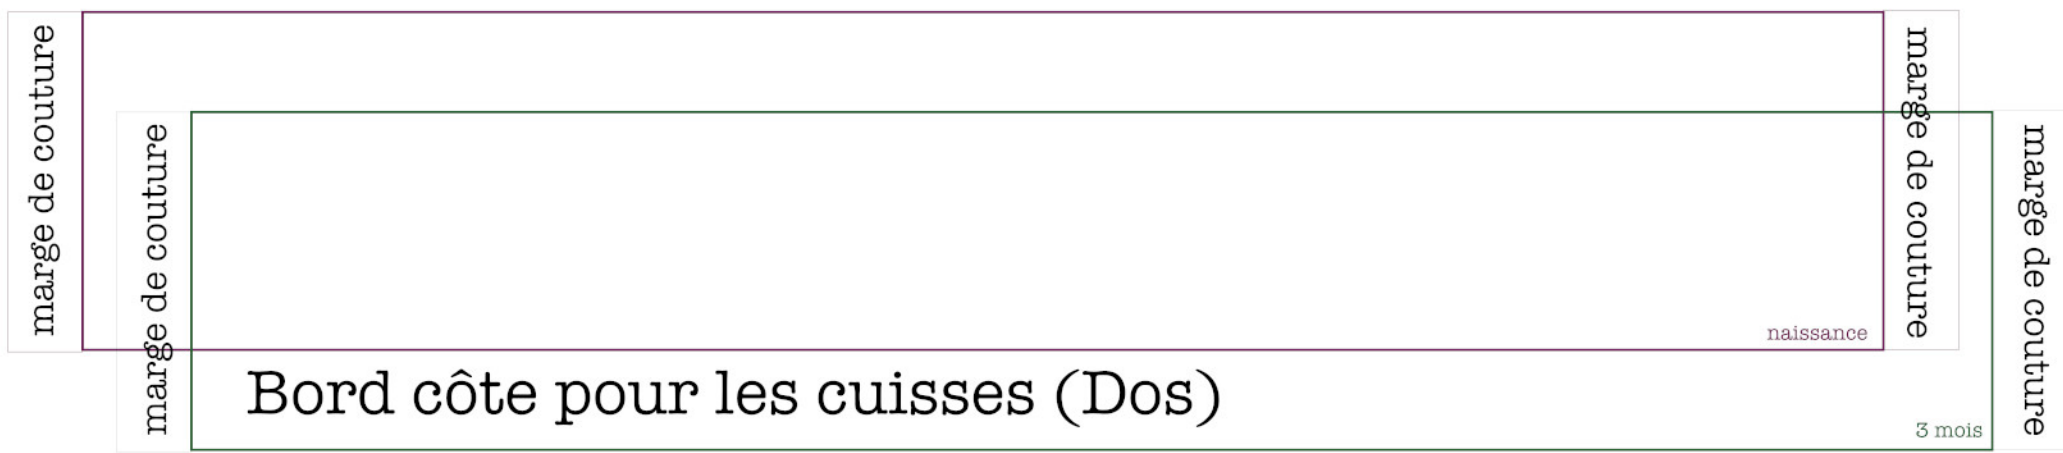 marge de couture
marge de couture
naissance
marge de couture
marge de couture
Bord côte pour les cuisses (Dos)
3 mois